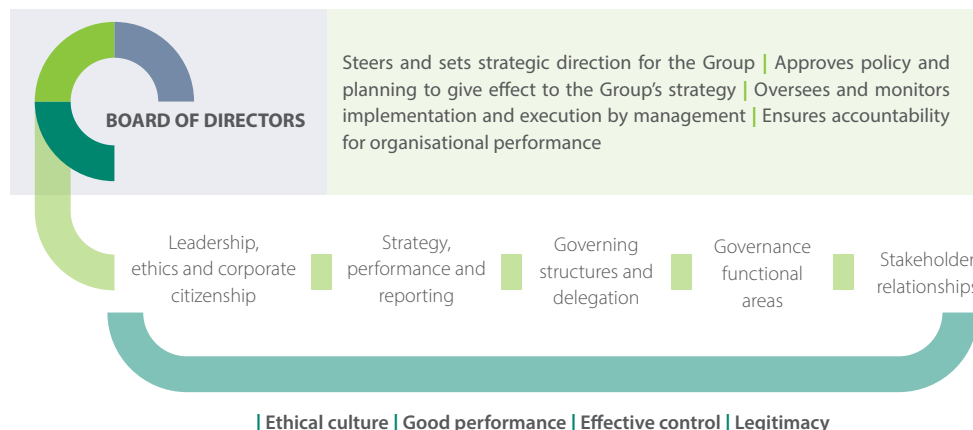 BOARD OF DIRECTORS
Steers and sets strategic direction for the Group | Approves policy and
planning to give effect to the Group's strategy | Oversees and monitors
implementation and execution by management | Ensures accountability
for organisational performance
Leadership,
ethics and corporate
citizenship
Strategy,
performance and
reporting
Governing
structures and
delegation
Governance
functional
areas
Stakeholder
relationships
| Ethical culture | Good performance | Effective control | Legitimacy